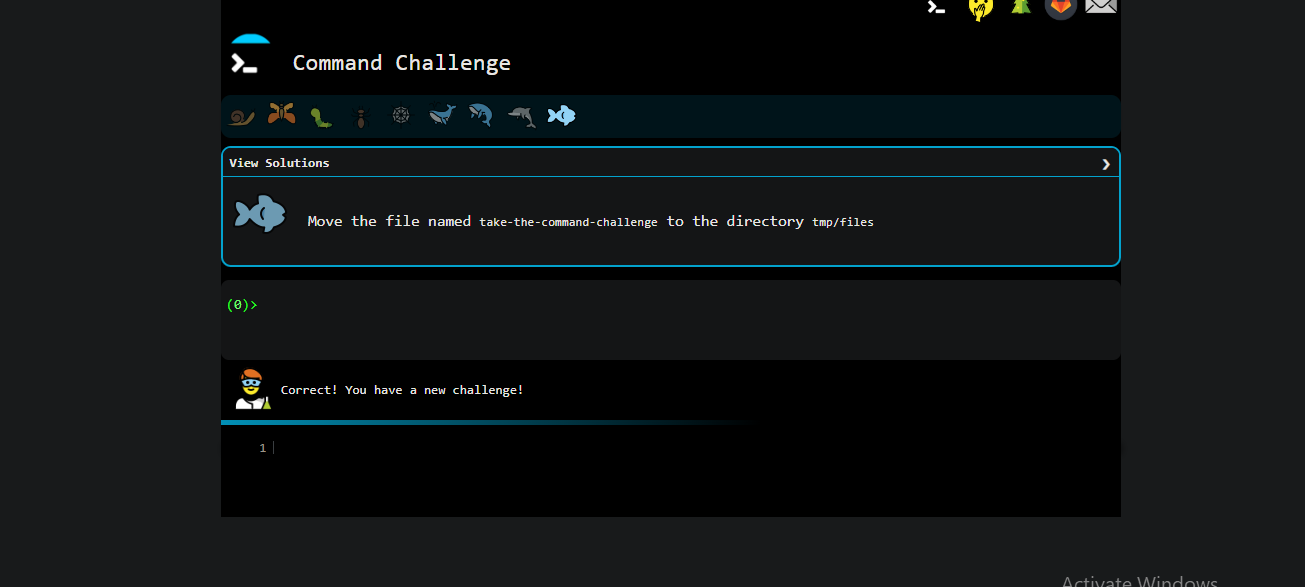 Command Challenge
View Solutions
Move the file named take-the-command-challenge to the directory tmp/files
(0)>
Correct! You have a new challenge!
1
Activate Windows